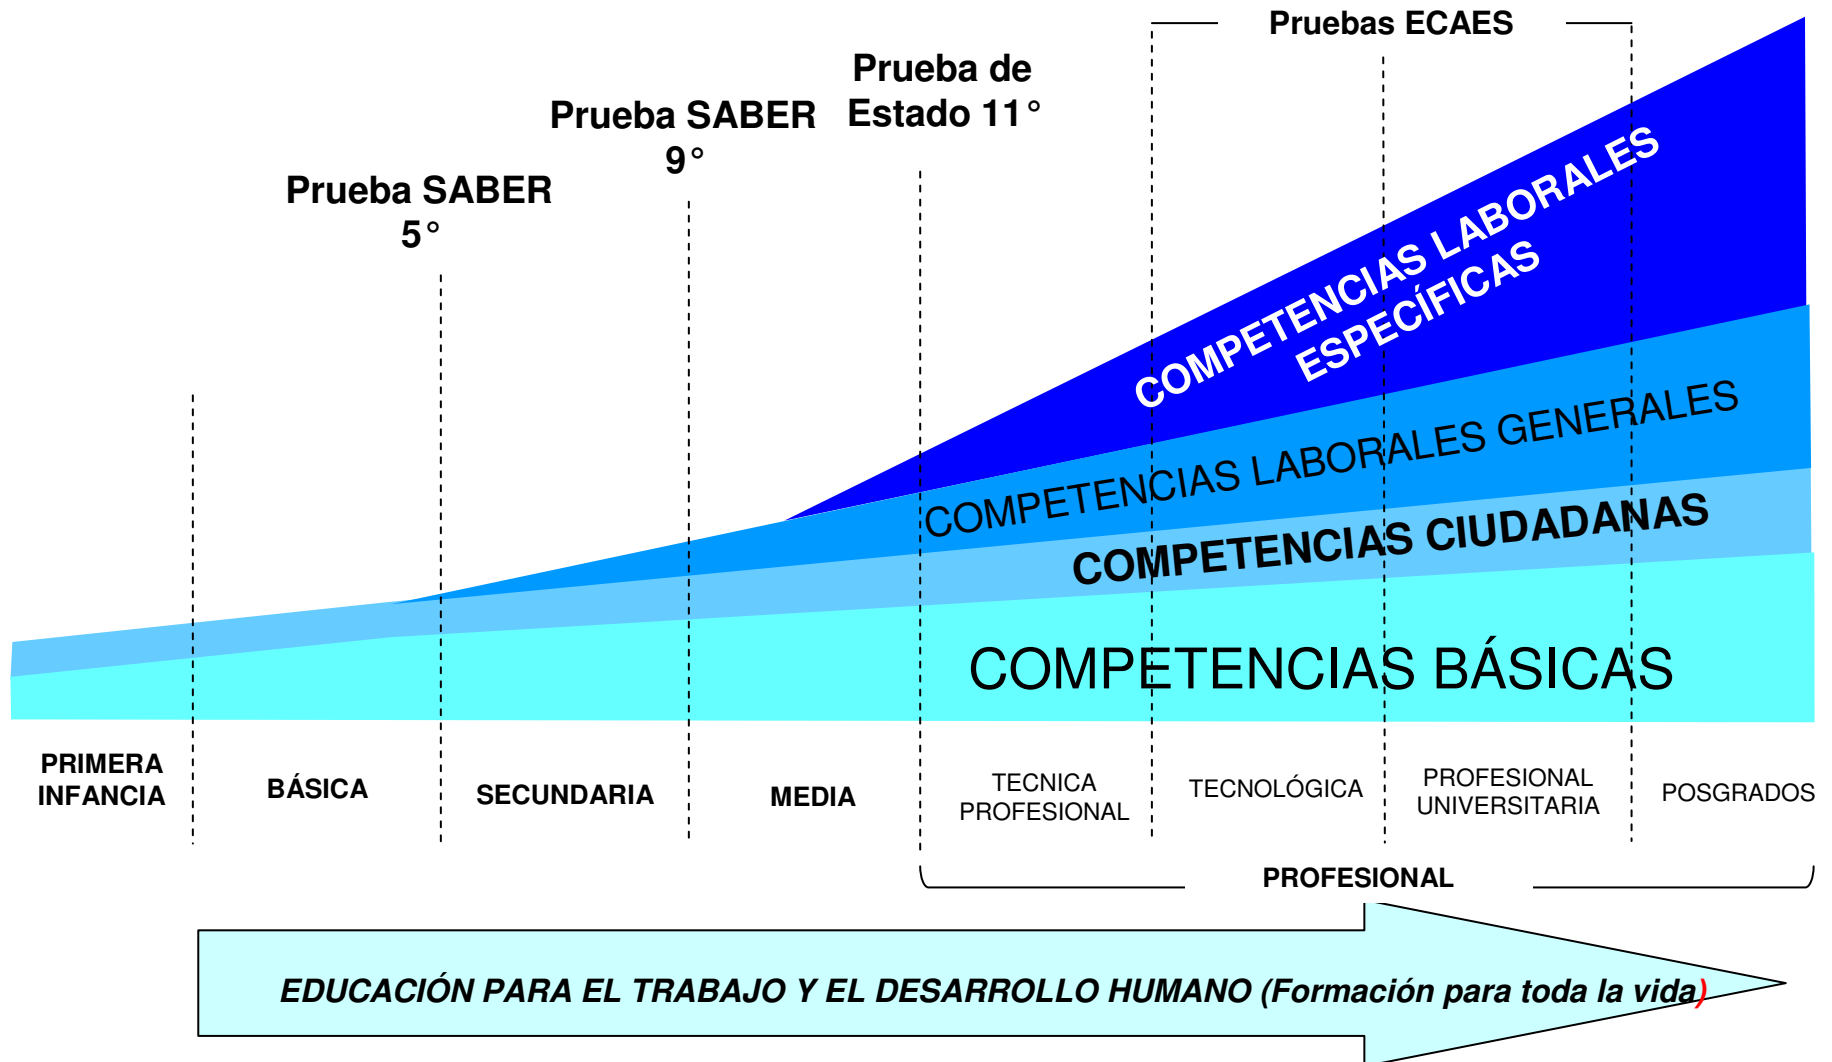 Pruebas ECAES
Prueba de
Estado 11°
Prueba SABER
9°
Prueba SABER
5°
COMPETENCIAS LABORALES
ESPECÍFICAS
COMPETENCIAS LABORALES GENERALES
COMPETENCIAS CIUDADANAS
COMPETENCIAS BÁSICAS
PRIMERA
INFANCIA
BÁSICA
SECUNDARIA
MEDIA
TECNICA
PROFESIONAL
TECNOLÓGICA
PROFESIONAL
UNIVERSITARIA
POSGRADOS
PROFESIONAL
EDUCACIÓN PARA EL TRABAJO Y EL DESARROLLO HUMANO (Formación para toda la vida)